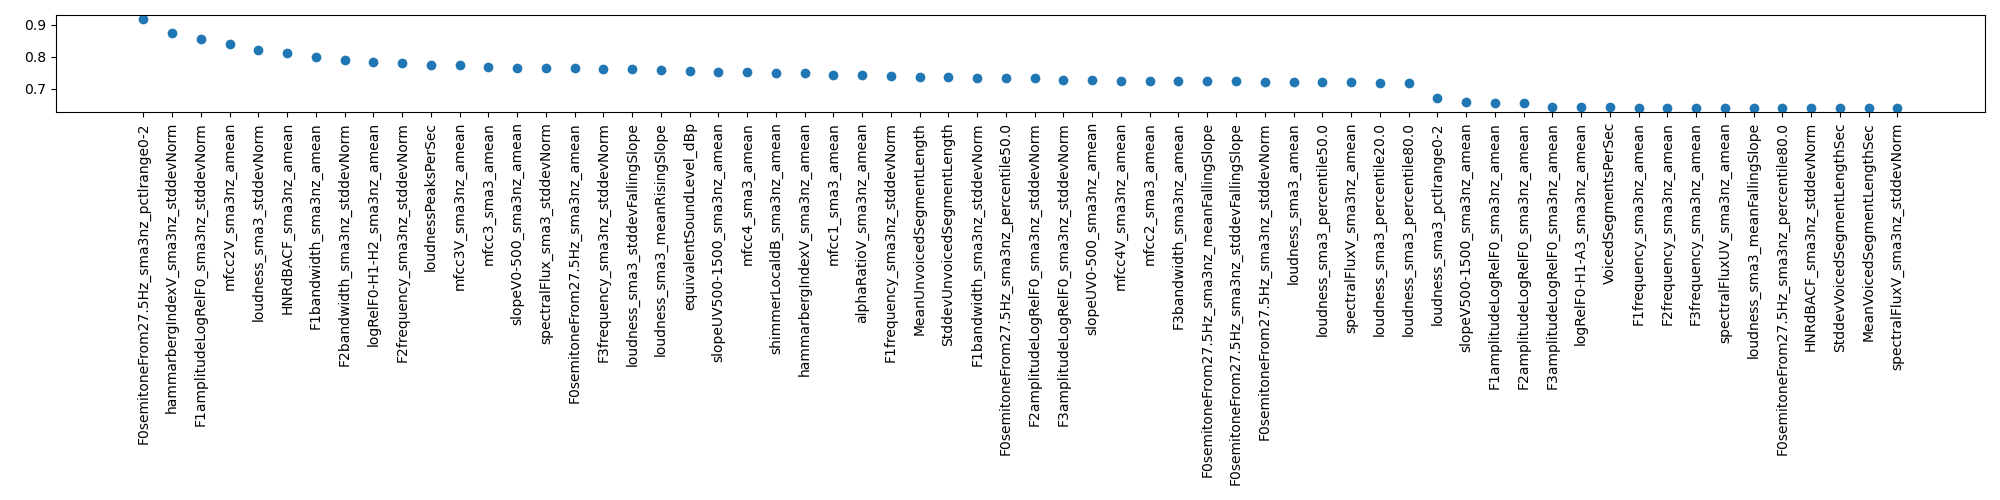 0.9
0.8
0.7
F0semitoneFrom27.5Hz_sma3nz_pctlrange0-2
hammarbergIndexV_sma3nz_stddevNorm
F1amplitudeLogRelF0_sma3nz_stddevNorm
mfcc2V_sma3nz_amean
loudness_sma3_stddevNorm
HNRdBACF_sma3nz_amean
F1bandwidth_sma3nz_amean
F2bandwidth_sma3nz_stddevNorm
logRelF0-H1-H2_sma3nz_amean
F2frequency_sma3nz_stddevNorm
loudnessPeaksPerSec
mfcc3V_sma3nz_amean
mfcc3_sma3_amean
slopeV0-500_sma3nz_amean
spectralFlux_sma3_stddevNorm
F0semitoneFrom27.5Hz_sma3nz_amean
F3frequency_sma3nz_stddevNorm
loudness_sma3_stddevFallingSlope
loudness_sma3_meanRisingSlope
equivalentSoundLevel_dBp
slopeUV500-1500_sma3nz_amean
mfcc4_sma3_amean
shimmerLocaldB_sma3nz_amean
hammarbergIndexV_sma3nz_amean
mfcc1_sma3_amean
alphaRatioV_sma3nz_amean
F1frequency_sma3nz_stddevNorm
MeanUnvoicedSegmentLength
StddevUnvoicedSegmentLength
F1bandwidth_sma3nz_stddevNorm
F0semitoneFrom27.5Hz_sma3nz_percentile50.0
F2amplitudeLogRelF0_sma3nz_stddevNorm
F3amplitudeLogRelF0_sma3nz_stddevNorm
slopeUV0-500_sma3nz_amean
mfcc4V_sma3nz_amean
mfcc2_sma3_amean
F3bandwidth_sma3nz_amean
F0semitoneFrom27.5Hz_sma3nz_meanFallingSlope
F0semitoneFrom27.5Hz_sma3nz_stddevFallingSlope
F0semitoneFrom27.5Hz_sma3nz_stddevNorm
loudness_sma3_amean
loudness_sma3_percentile50.0
spectralFluxV_sma3nz_amean
loudness_sma3_percentile20.0
loudness_sma3_percentile80.0
loudness_sma3_pctlrange0-2
slopeV500-1500_sma3nz_amean
F1amplitudeLogRelF0_sma3nz_amean
F2amplitudeLogRelF0_sma3nz_amean
F3amplitudeLogRelF0_sma3nz_amean
logRelF0-H1-A3_sma3nz_amean
VoicedSegmentsPerSec
F1frequency_sma3nz_amean
F2frequency_sma3nz_amean
F3frequency_sma3nz_amean
spectralFluxUV_sma3nz_amean
loudness_sma3_meanFallingSlope
F0semitoneFrom27.5Hz_sma3nz_percentile80.0
HNRdBACF_sma3nz_stddevNorm
StddevVoicedSegmentLengthSec
MeanVoicedSegmentLengthSec
spectralFluxV_sma3nz_stddevNorm